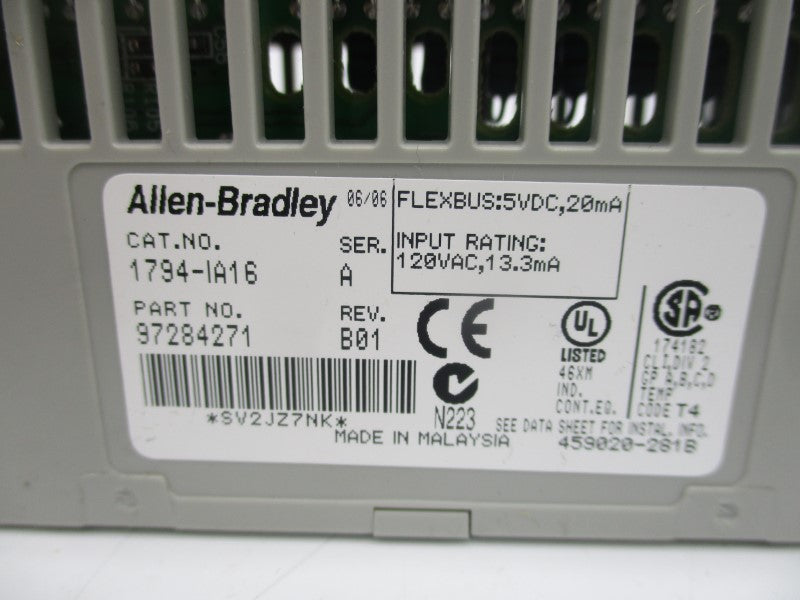 Allen-Bradley 06/06
FLEXBUS:5VDC,20mA
INPUT RATING:
120VAC,13.3mA
CAT.NO. SER.
1794-IA16 A
PART NO. REV.
97284271 B01
*SV2JZ7NK*
MADE IN MALAYSIA
CE
N223
UL
LISTED
46XM
IND.
CONT.EQ.
SA
174182
CL I, DIV 2
GP A,B,C,D
TEMP
CODE T4
SEE DATA SHEET FOR INSTAL. INFO.
459020-281B